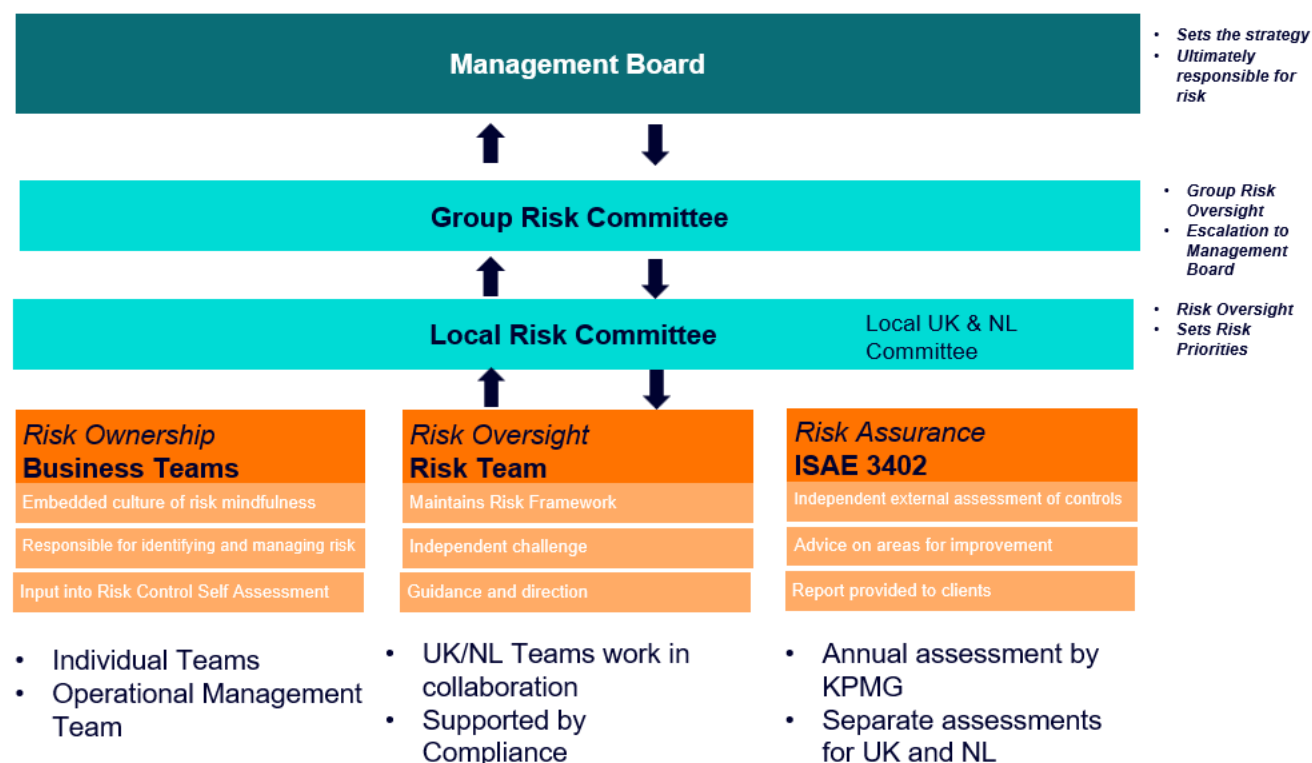 Management Board
• Sets the strategy
• Ultimately
responsible for
risk
Group Risk Committee
• Group Risk
Oversight
• Escalation to
Management
Board
Local Risk Committee
Local UK & NL
Committee
• Risk Oversight
• Sets Risk
Priorities
Risk Ownership
Business Teams
Embedded culture of risk mindfulness
Responsible for identifying and managing risk
Input into Risk Control Self Assessment
• Individual Teams
• Operational Management
Team
Risk Oversight
Risk Team
Maintains Risk Framework
Independent challenge
Guidance and direction
• UK/NL Teams work in
collaboration
• Supported by
Compliance
Risk Assurance
ISAE 3402
Independent external assessment of controls
Advice on areas for improvement
Report provided to clients
• Annual assessment by
KPMG
• Separate assessments
for UK and NL